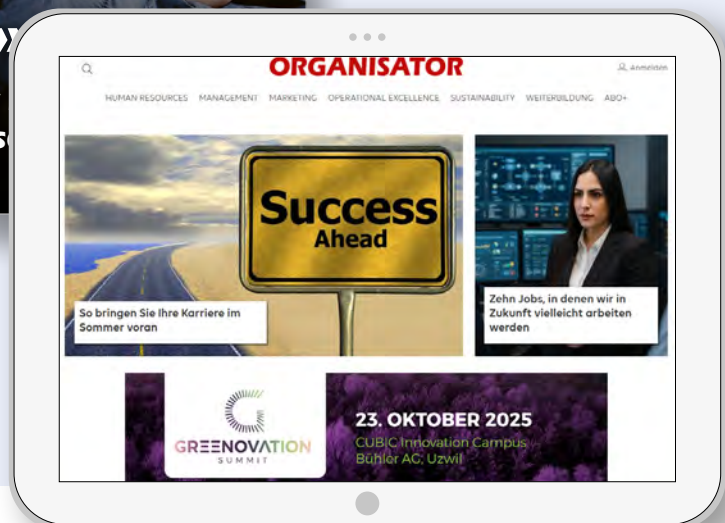 »
ORGANISATOR
Anmelden
HUMAN RESOURCES MANAGEMENT MARKETING OPERATIONAL EXCELLENCE SUSTAINABILITY WEITERBILDUNG ABO+
Success
Ahead
So bringen Sie Ihre Karriere im
Sommer voran
Zehn Jobs, in denen wir in
Zukunft vielleicht arbeiten
werden
GREENOVATION
SUMMIT
23. OKTOBER 2025
CUBIC Innovation Campus
Bühler AG, Uzwil